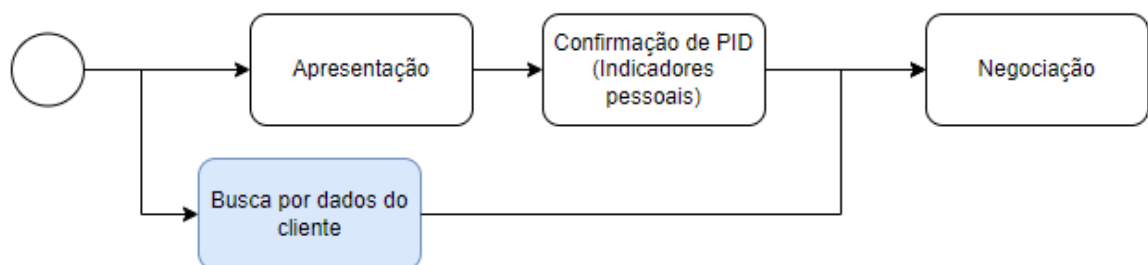 Apresentação
Confirmação de PID
(Indicadores
pessoais)
Negociação
Busca por dados do
cliente